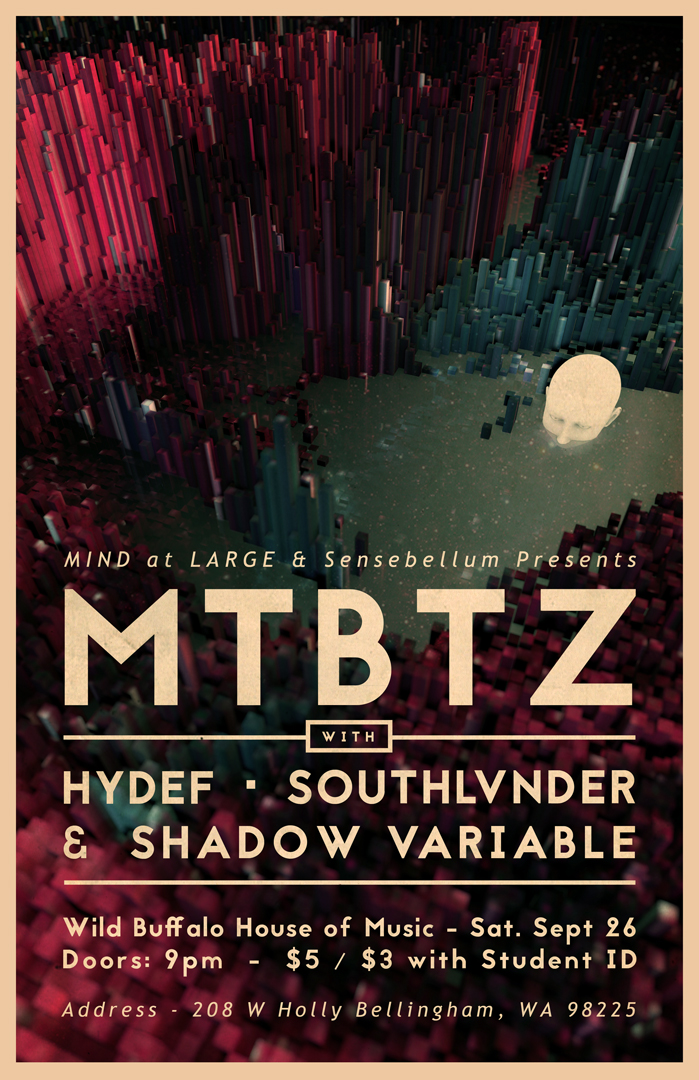 MIND at LARGE & Sensebellum Presents
MTBTZ
WITH
HYDEF · SOUTHLVNDER
& SHADOW VARIABLE
Wild Buffalo House of Music - Sat. Sept 26
Doors: 9pm - $5 / $3 with Student ID
Address - 208 W Holly Bellingham, WA 98225